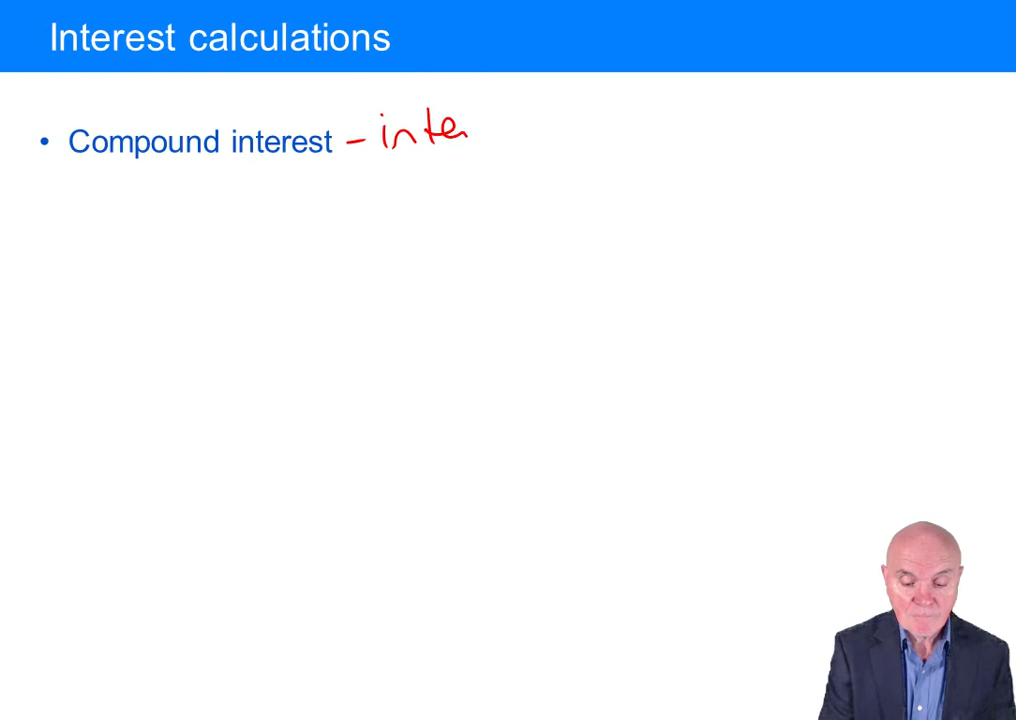 Interest calculations
• Compound interest – inte